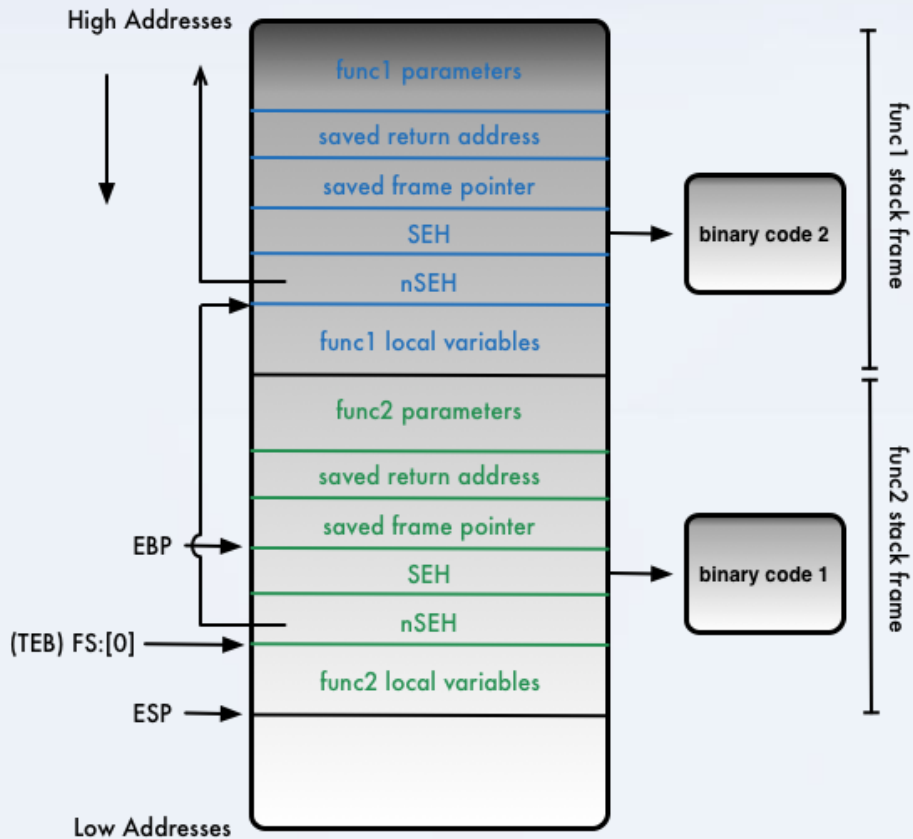 High Addresses
func1 parameters
saved return address
saved frame pointer
SEH
binary code 2
nSEH
func1 local variables
func1 stack frame
func2 parameters
saved return address
EBP
saved frame pointer
SEH
binary code 1
nSEH
(TEB) FS:[0]
func2 local variables
ESP
func2 stack frame
Low Addresses